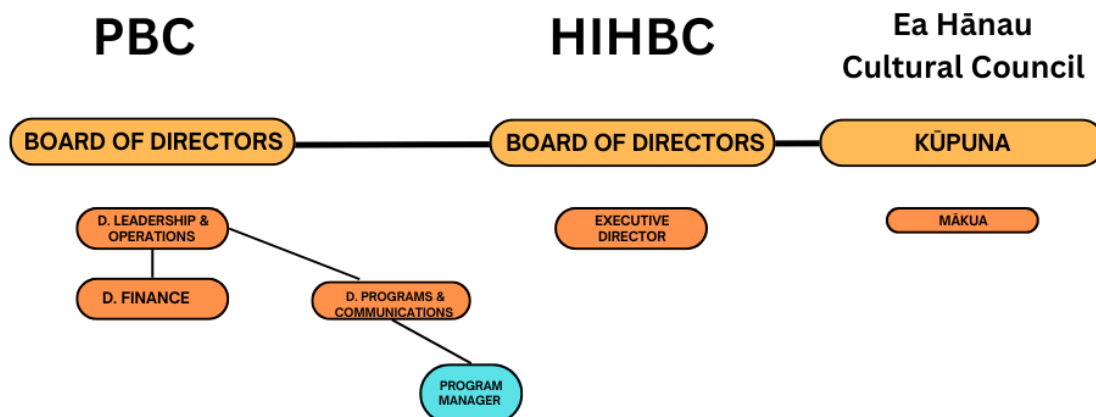 PBC
HIHBC
Ea Hānau
Cultural Council
BOARD OF DIRECTORS
BOARD OF DIRECTORS
KŪPUNA
D. LEADERSHIP &
OPERATIONS
EXECUTIVE
DIRECTOR
MĀKUA
D. FINANCE
D. PROGRAMS &
COMMUNICATIONS
PROGRAM
MANAGER